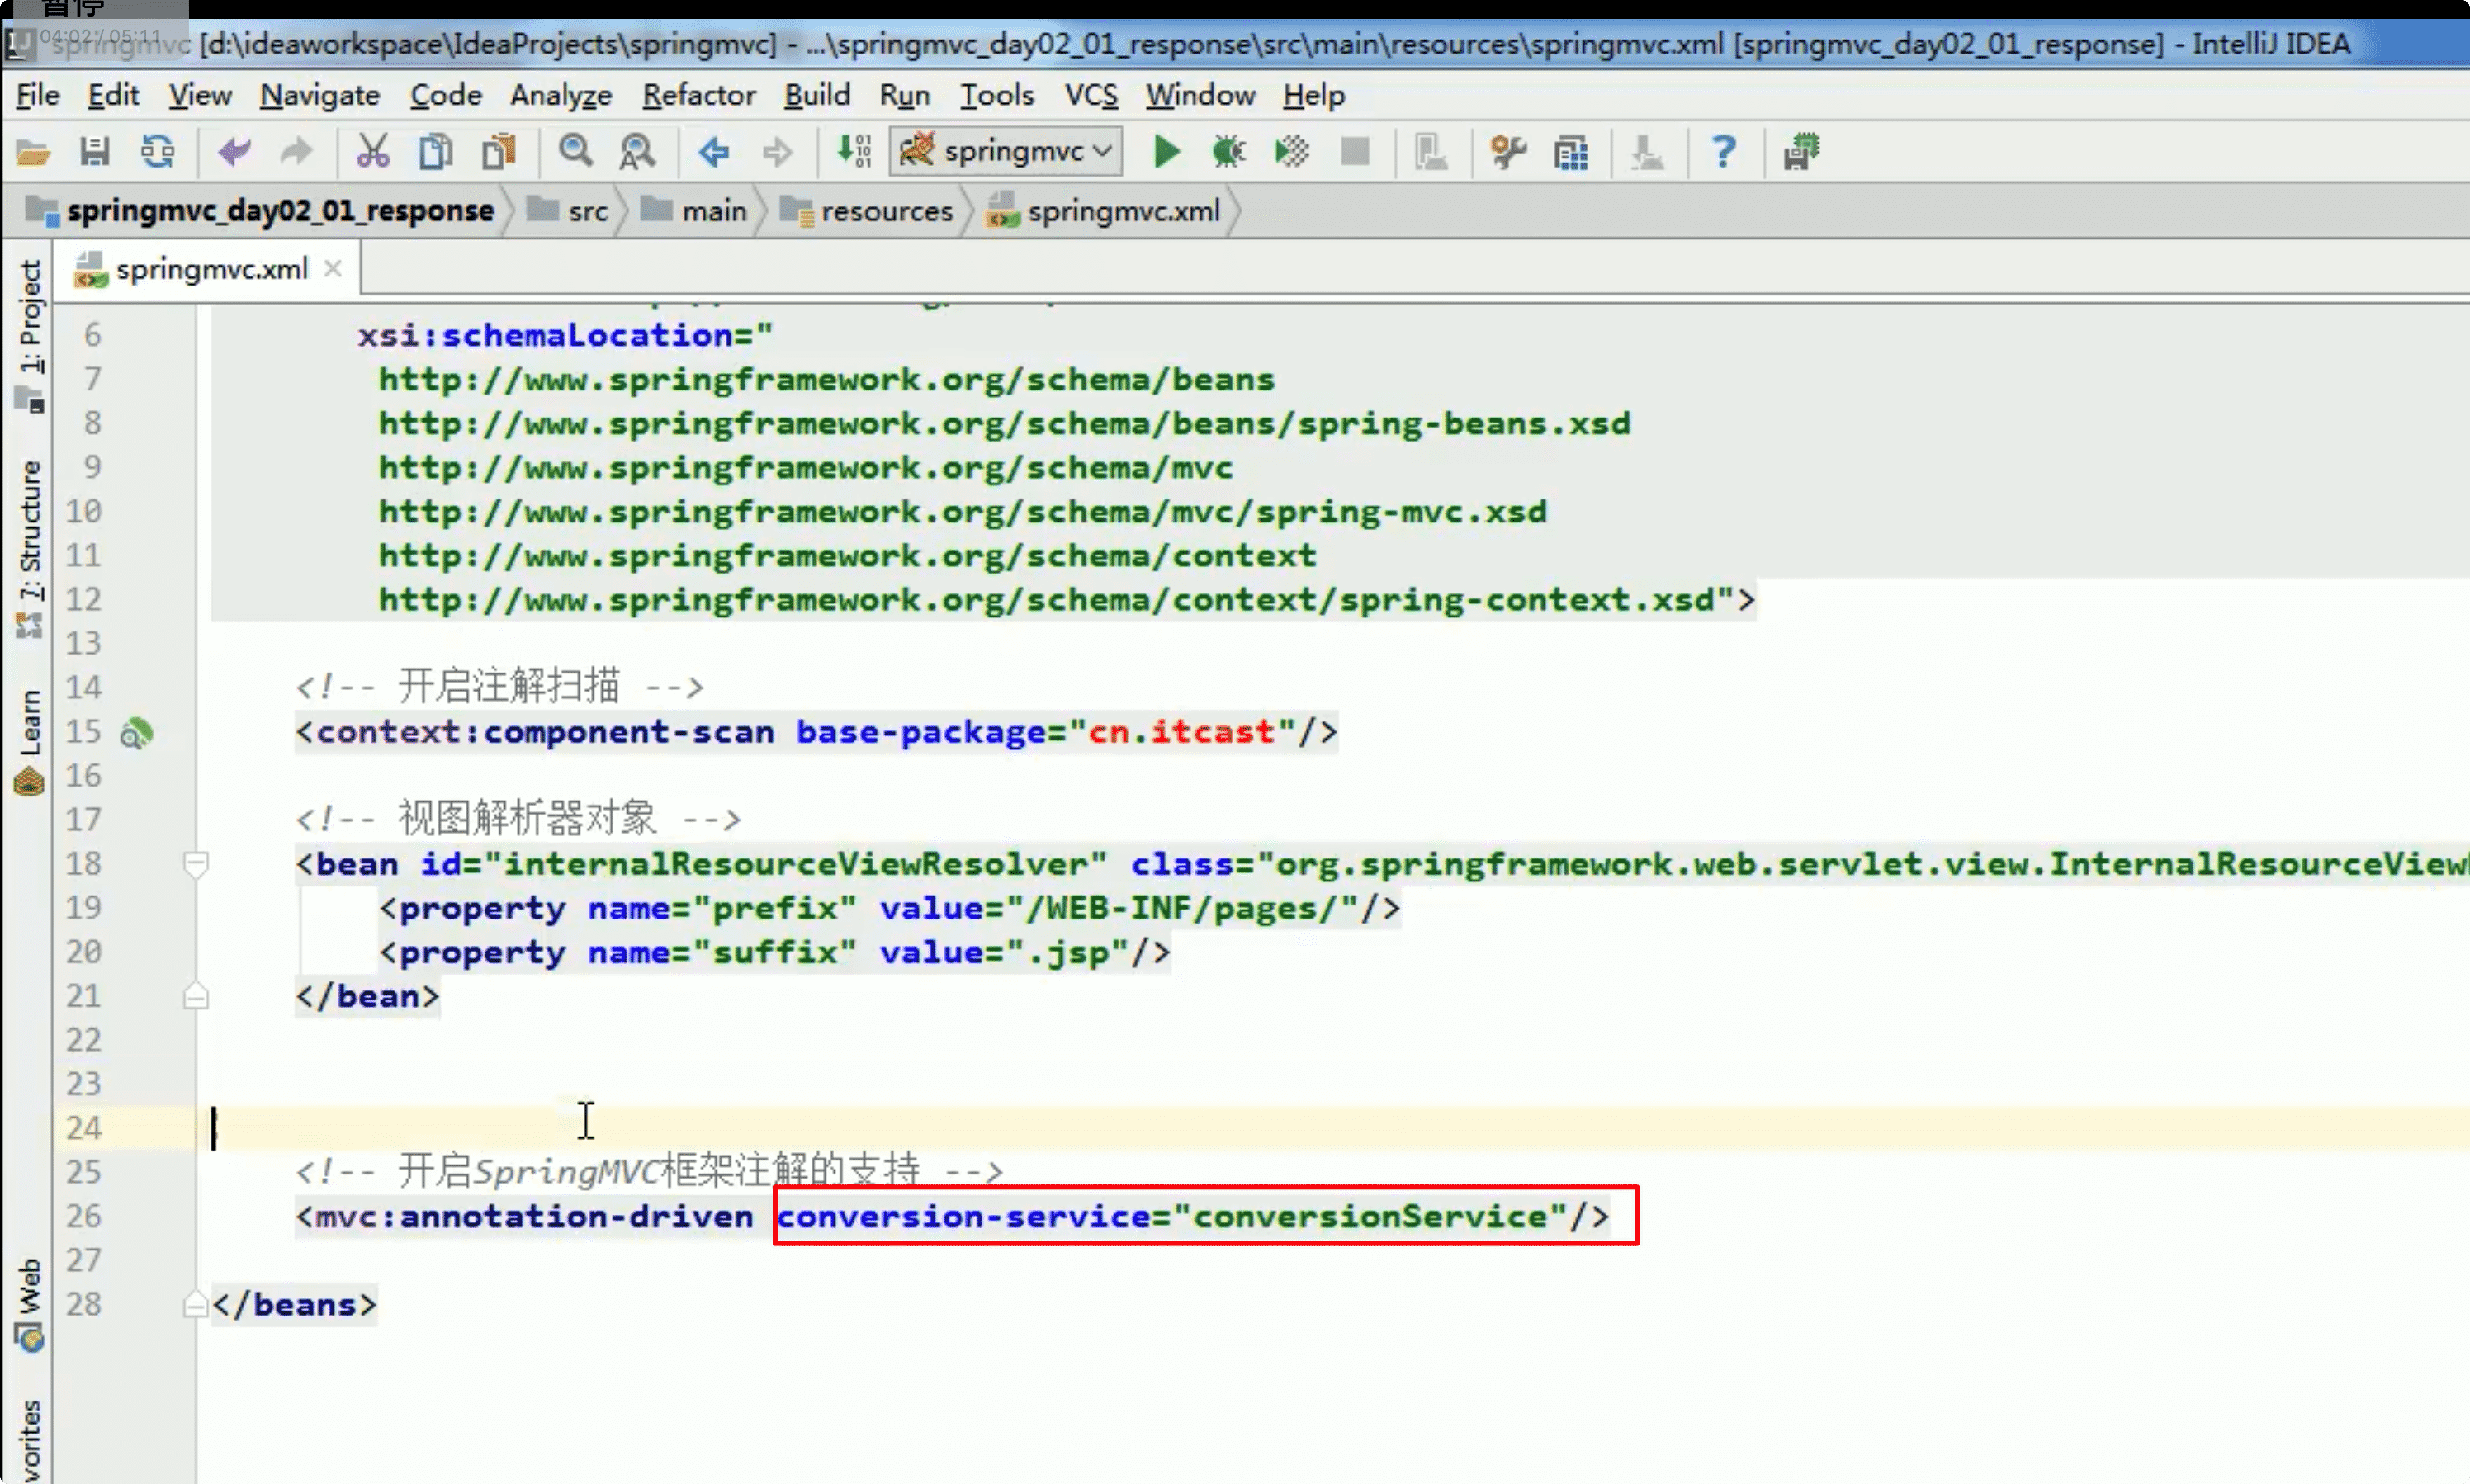 暂停
04:02 / 05:11
springmvc [d:\ideaworkspace\IdeaProjects\springmvc] - ...\springmvc_day02_01_response\src\main\resources\springmvc.xml [springmvc_day02_01_response] - IntelliJ IDEA
File Edit View Navigate Code Analyze Refactor Build Run Tools VCS Window Help
springmvc
springmvc_day02_01_response src main resources springmvc.xml
springmvc.xml
1: Project
7: Structure
Learn
Web
6 xsi:schemaLocation="
7 http://www.springframework.org/schema/beans
8 http://www.springframework.org/schema/beans/spring-beans.xsd
9 http://www.springframework.org/schema/mvc
10 http://www.springframework.org/schema/mvc/spring-mvc.xsd
11 http://www.springframework.org/schema/context
12 http://www.springframework.org/schema/context/spring-context.xsd">
13
14 <!-- 开启注解扫描 -->
15 <context:component-scan base-package="cn.itcast"/>
16
17 <!-- 视图解析器对象 -->
18 <bean id="internalResourceViewResolver" class="org.springframework.web.servlet.view.InternalResourceView
19 <property name="prefix" value="/WEB-INF/pages/"/>
20 <property name="suffix" value=".jsp"/>
21 </bean>
22
23
24
25 <!-- 开启SpringMVC框架注解的支持 -->
26 <mvc:annotation-driven conversion-service="conversionService"/>
27
28 </beans>
vorites